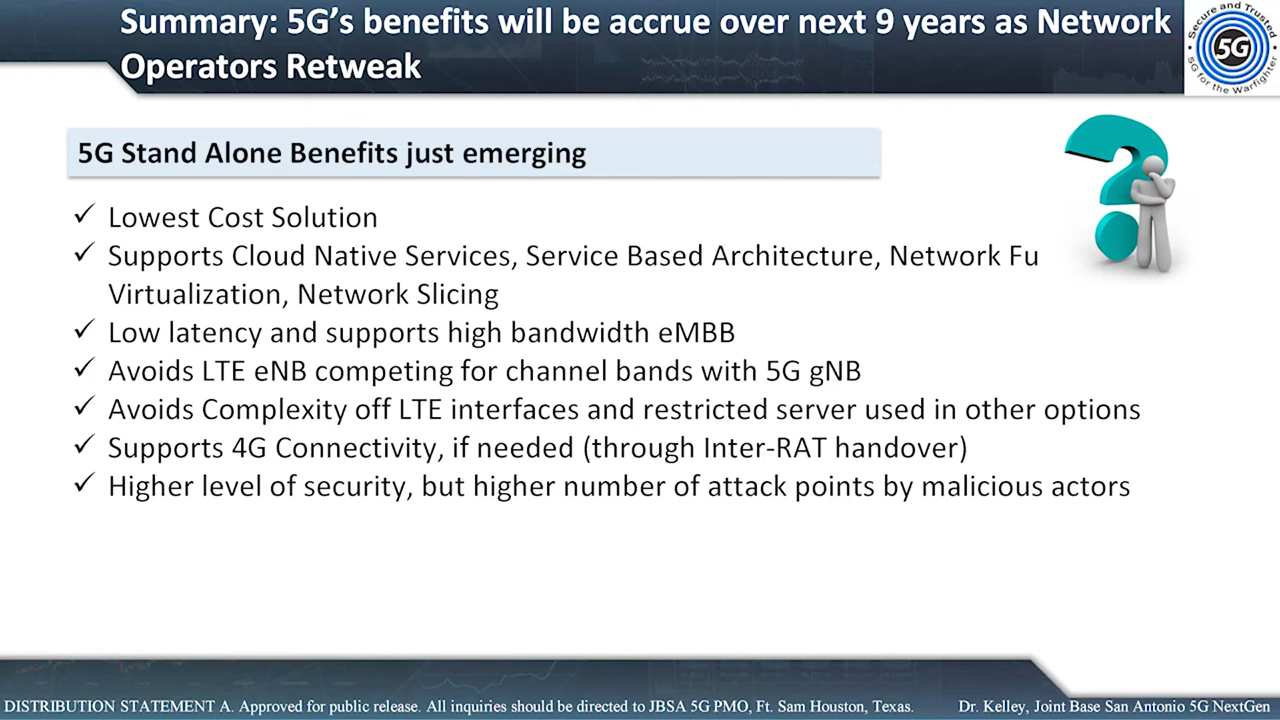 Summary: 5G’s benefits will be accrue over next 9 years as Network
Operators Retweak
Secure and Trusted
5G
5G for the Warfighter
5G Stand Alone Benefits just emerging
✓ Lowest Cost Solution
✓ Supports Cloud Native Services, Service Based Architecture, Network Fu
Virtualization, Network Slicing
✓ Low latency and supports high bandwidth eMBB
✓ Avoids LTE eNB competing for channel bands with 5G gNB
✓ Avoids Complexity off LTE interfaces and restricted server used in other options
✓ Supports 4G Connectivity, if needed (through Inter-RAT handover)
✓ Higher level of security, but higher number of attack points by malicious actors
DISTRIBUTION STATEMENT A. Approved for public release. All inquiries should be directed to JBSA 5G PMO, Ft. Sam Houston, Texas.
Dr. Kelley, Joint Base San Antonio 5G NextGen